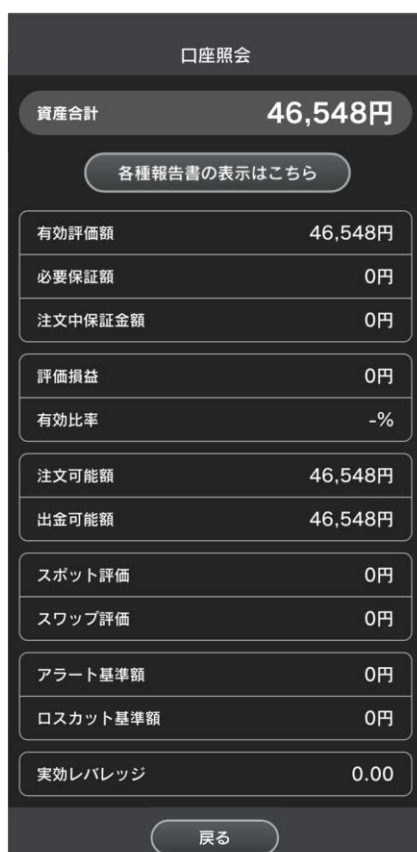 口座照会
資産合計 46,548円
各種報告書の表示はこちら
有効評価額 46,548円
必要保証額 0円
注文中保証金額 0円
評価損益 0円
有効比率 -%
注文可能額 46,548円
出金可能額 46,548円
スポット評価 0円
スワップ評価 0円
アラート基準額 0円
ロスカット基準額 0円
実効レバレッジ 0.00
戻る